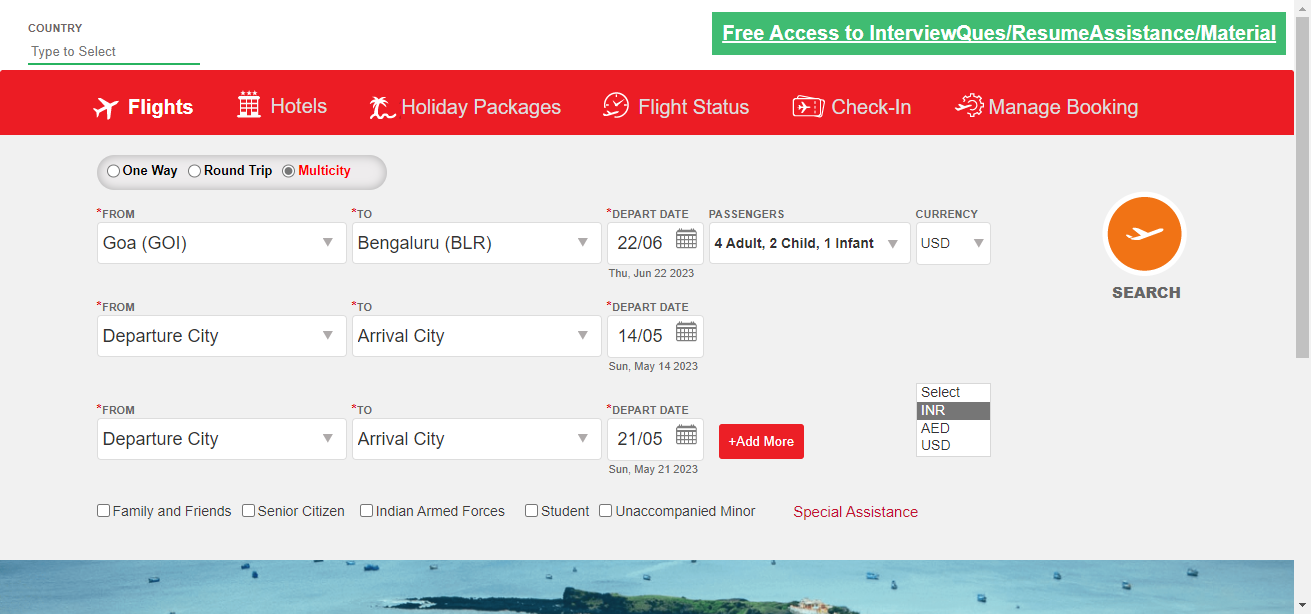 COUNTRY
Type to Select
Free Access to InterviewQues/ResumeAssistance/Material
Flights Hotels Holiday Packages Flight Status Check-In Manage Booking
One Way Round Trip Multicity
*FROM *TO *DEPART DATE PASSENGERS CURRENCY
Goa (GOI) Bengaluru (BLR) 22/06 4 Adult, 2 Child, 1 Infant USD
Thu, Jun 22 2023
SEARCH
*FROM *TO *DEPART DATE
Departure City Arrival City 14/05
Sun, May 14 2023
Select
INR
AED
USD
*FROM *TO *DEPART DATE
Departure City Arrival City 21/05 +Add More
Sun, May 21 2023
Family and Friends Senior Citizen Indian Armed Forces Student Unaccompanied Minor Special Assistance